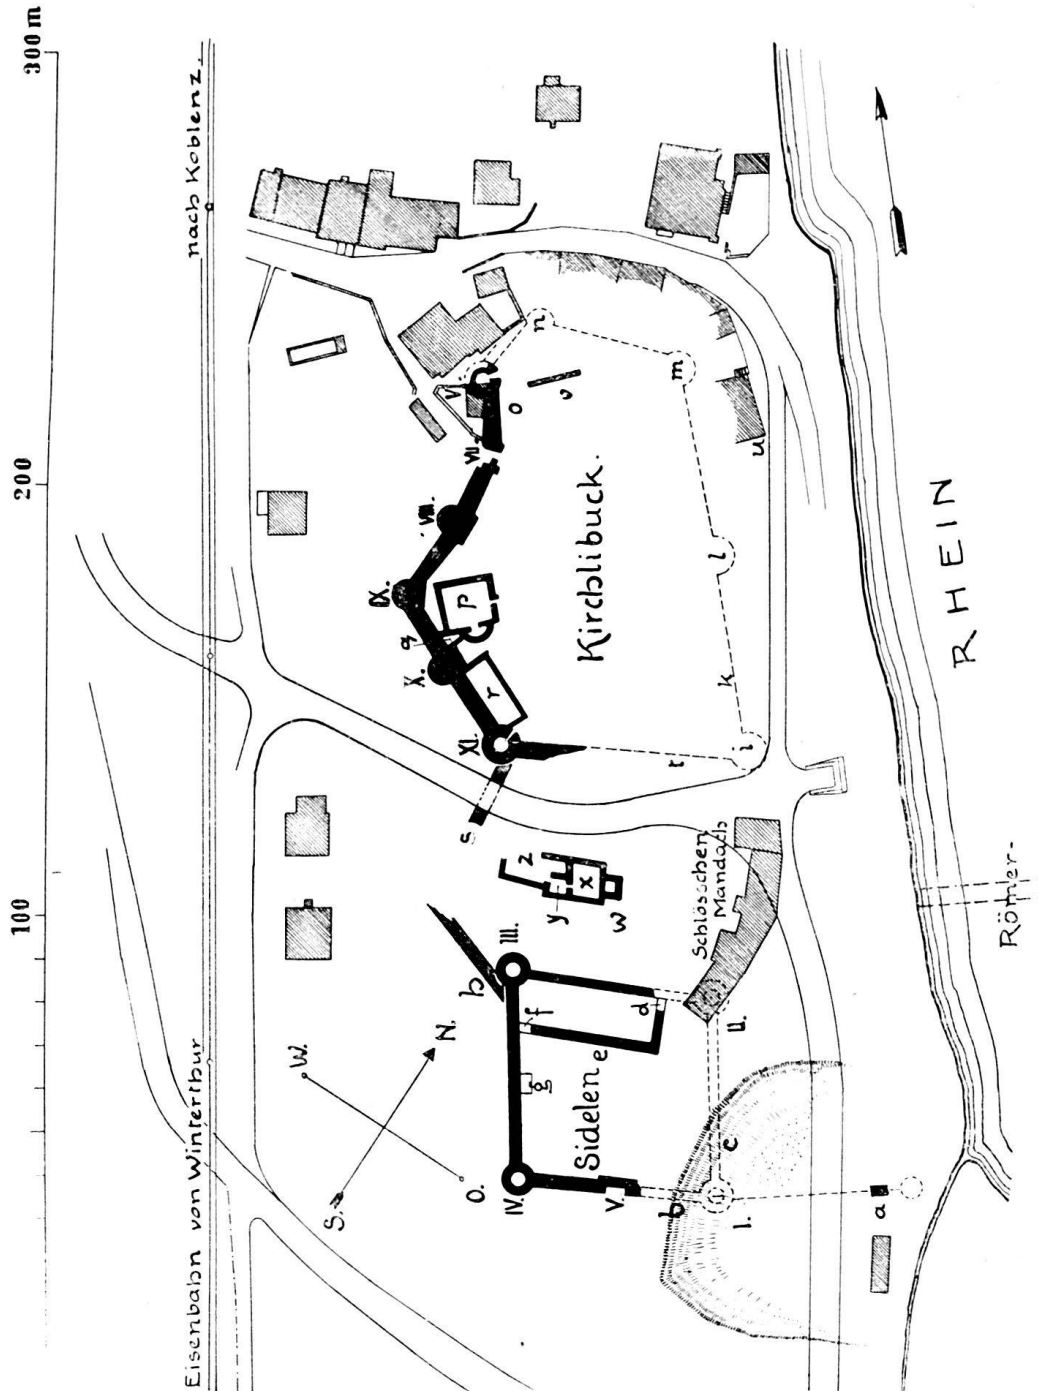 300 m
200
100
nach Koblenz.
Eisenbahn von Winterthur
RHEIN
Römer-
Kirchlibuck.
Schlösschen
Mandach
Sidelen
S.
N.
W.
O.
III.
IV.
V.
I.
II.
VII.
VIII.
IX.
X.
XI.
V
a
b
b
c
d
e
f
g
i
k
l
m
n
o
p
q
r
s
t
u
v
w
x
y
z